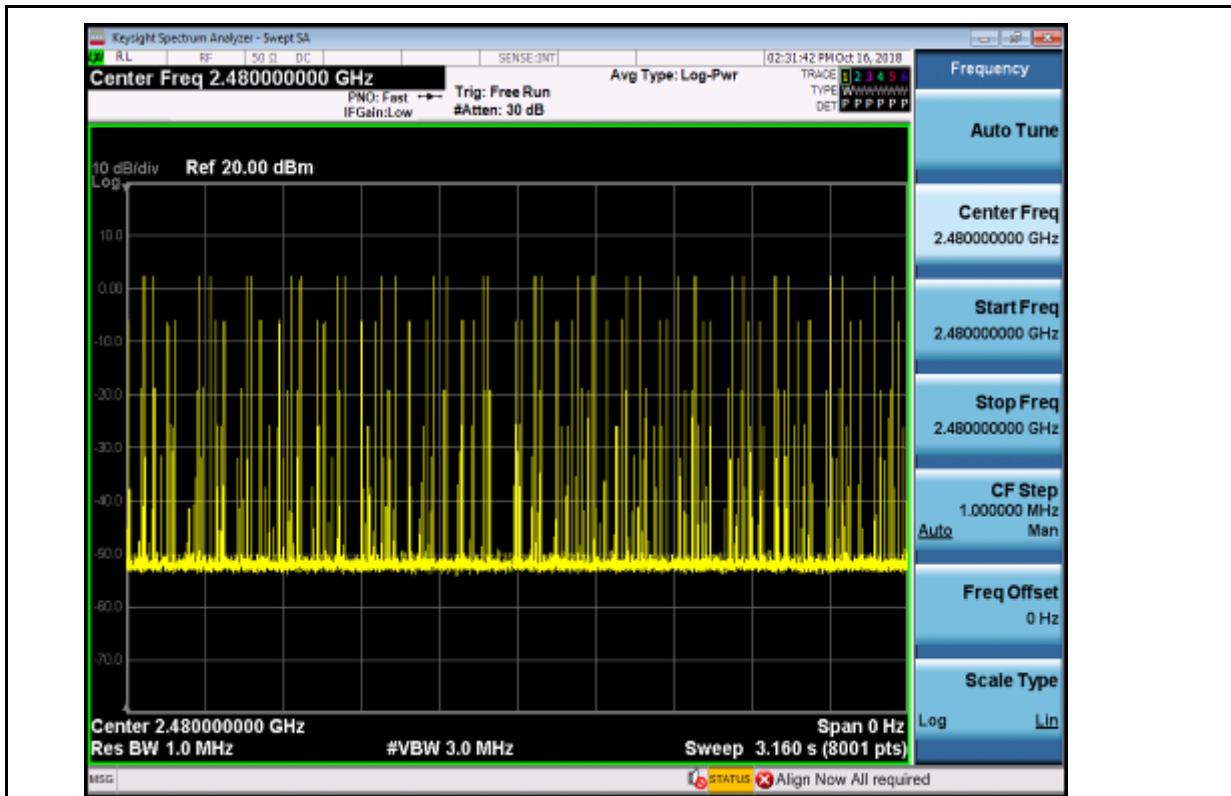 Keysight Spectrum Analyzer - Swept SA
RL RF 50 Ω DC SENSE:INT 02:31:42 PM Oct 16, 2018
Center Freq 2.480000000 GHz Avg Type: Log-Pwr TRACE 1 2 3 4 5 6
PNO: Fast Trig: Free Run TYPE WWWWWW
IFGain:Low #Atten: 30 dB DET P P P P P P
10 dB/div Ref 20.00 dBm
Log
10.0
0.00
-10.0
-20.0
-30.0
-40.0
-50.0
-60.0
-70.0
Center 2.480000000 GHz Span 0 Hz
Res BW 1.0 MHz #VBW 3.0 MHz Sweep 3.160 s (8001 pts)
MSG STATUS Align Now All required
Frequency
Auto Tune
Center Freq
2.480000000 GHz
Start Freq
2.480000000 GHz
Stop Freq
2.480000000 GHz
CF Step
1.000000 MHz
Auto Man
Freq Offset
0 Hz
Scale Type
Log Lin